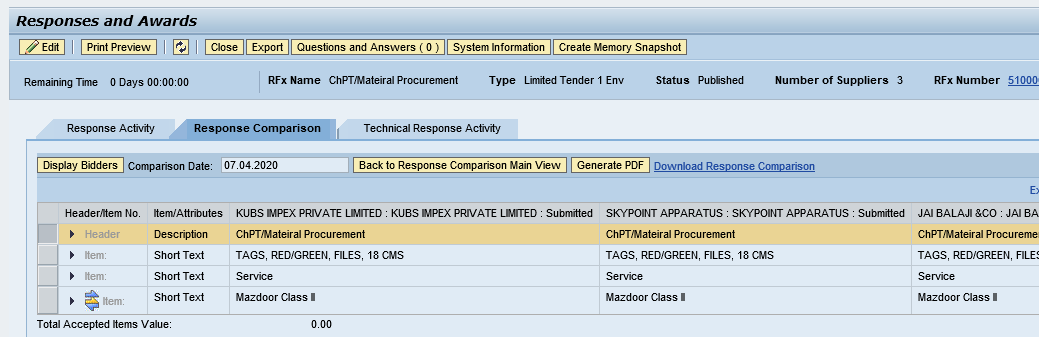 Responses and Awards
Edit Print Preview Close Export Questions and Answers ( 0 ) System Information Create Memory Snapshot
Remaining Time 0 Days 00:00:00 RFx Name ChPT/Mateiral Procurement Type Limited Tender 1 Env Status Published Number of Suppliers 3 RFx Number
Response Activity Response Comparison Technical Response Activity
Display Bidders Comparison Date: 07.04.2020 Back to Response Comparison Main View Generate PDF Download Response Comparison
Header/Item No. Item/Attributes KUBS IMPEX PRIVATE LIMITED : KUBS IMPEX PRIVATE LIMITED : Submitted SKYPOINT APPARATUS : SKYPOINT APPARATUS : Submitted JAI BALAJI &CO : JAI
Header Description ChPT/Mateiral Procurement ChPT/Mateiral Procurement
Item: Short Text TAGS, RED/GREEN, FILES, 18 CMS TAGS, RED/GREEN, FILES, 18 CMS TAGS, RED/GREEN,
Item: Short Text Service Service Service
Item: Short Text Mazdoor Class II Mazdoor Class II Mazdoor Class II
Total Accepted Items Value: 0.00